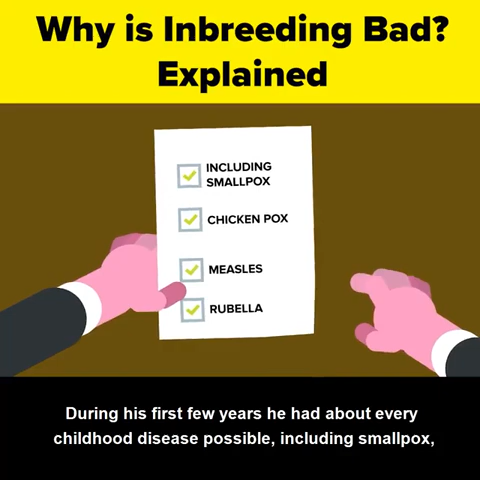 Why is Inbreeding Bad?
Explained
INCLUDING
SMALLPOX
CHICKEN POX
MEASLES
RUBELLA
During his first few years he had about every
childhood disease possible, including smallpox,